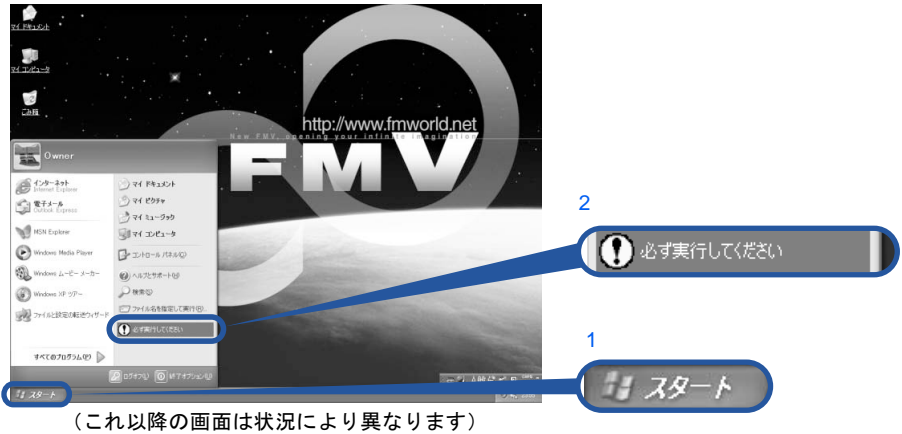 マイ ドキュメント
マイ コンピュータ
ごみ箱
http://www.fmworld.net
New FMV, opening your infinite imagination
FMV
Owner
インターネット
Internet Explorer
電子メール
Outlook Express
MSN Explorer
Windows Media Player
Windows ムービー メーカー
Windows XP ツアー
ファイルと設定の転送ウィザード
すべてのプログラム(P)
マイ ドキュメント
マイ ピクチャ
マイ ミュージック
マイ コンピュータ
コントロール パネル(C)
ヘルプとサポート(H)
検索(S)
ファイル名を指定して実行(R)...
必ず実行してください
ログオフ(L)
終了オプション(U)
スタート
2
必ず実行してください
1
スタート
(これ以降の画面は状況により異なります)